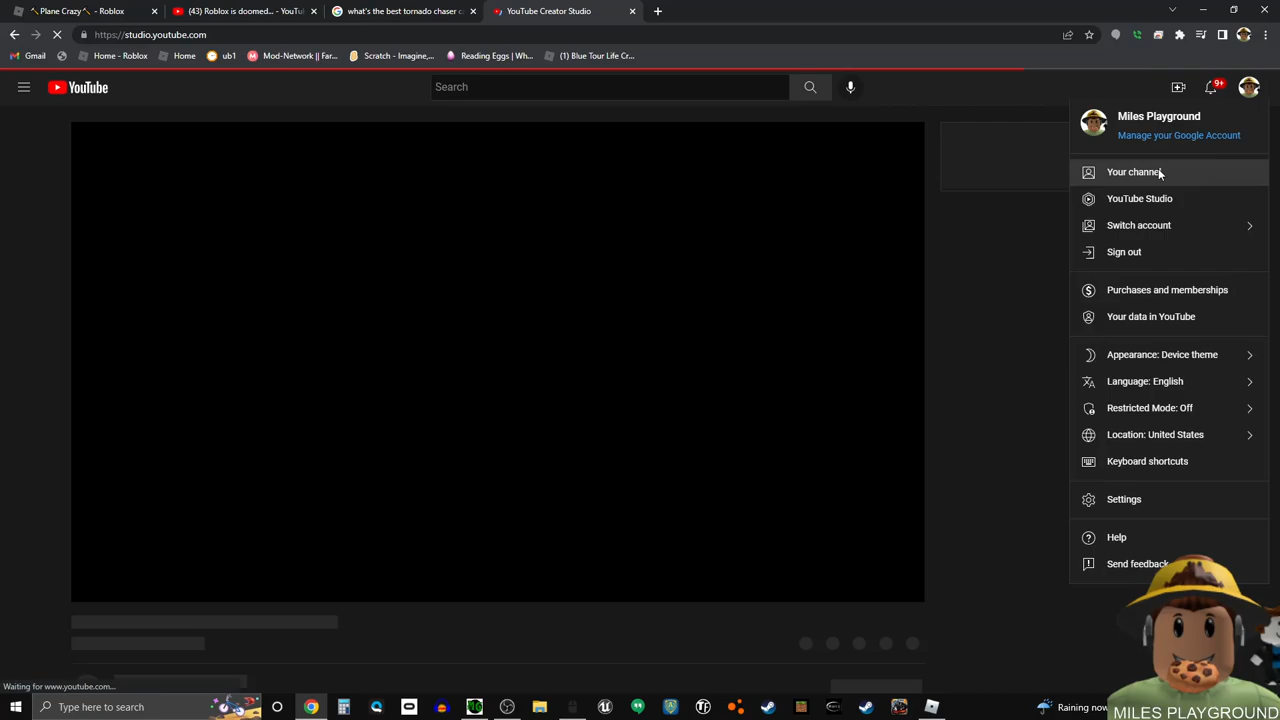 Plane Crazy - Roblox
(43) Roblox is doomed... - YouTu
what's the best tornado chaser c
YouTube Creator Studio
https://studio.youtube.com
Gmail
Home - Roblox
Home
ub1
Mod-Network || Far...
Scratch - Imagine,...
Reading Eggs | Wh...
(1) Blue Tour Life Cr...
YouTube
Search
9+
Miles Playground
Manage your Google Account
Your channel
YouTube Studio
Switch account
Sign out
Purchases and memberships
Your data in YouTube
Appearance: Device theme
Language: English
Restricted Mode: Off
Location: United States
Keyboard shortcuts
Settings
Help
Send feedback
Waiting for www.youtube.com...
Type here to search
Raining now
MILES PLAYGROUND